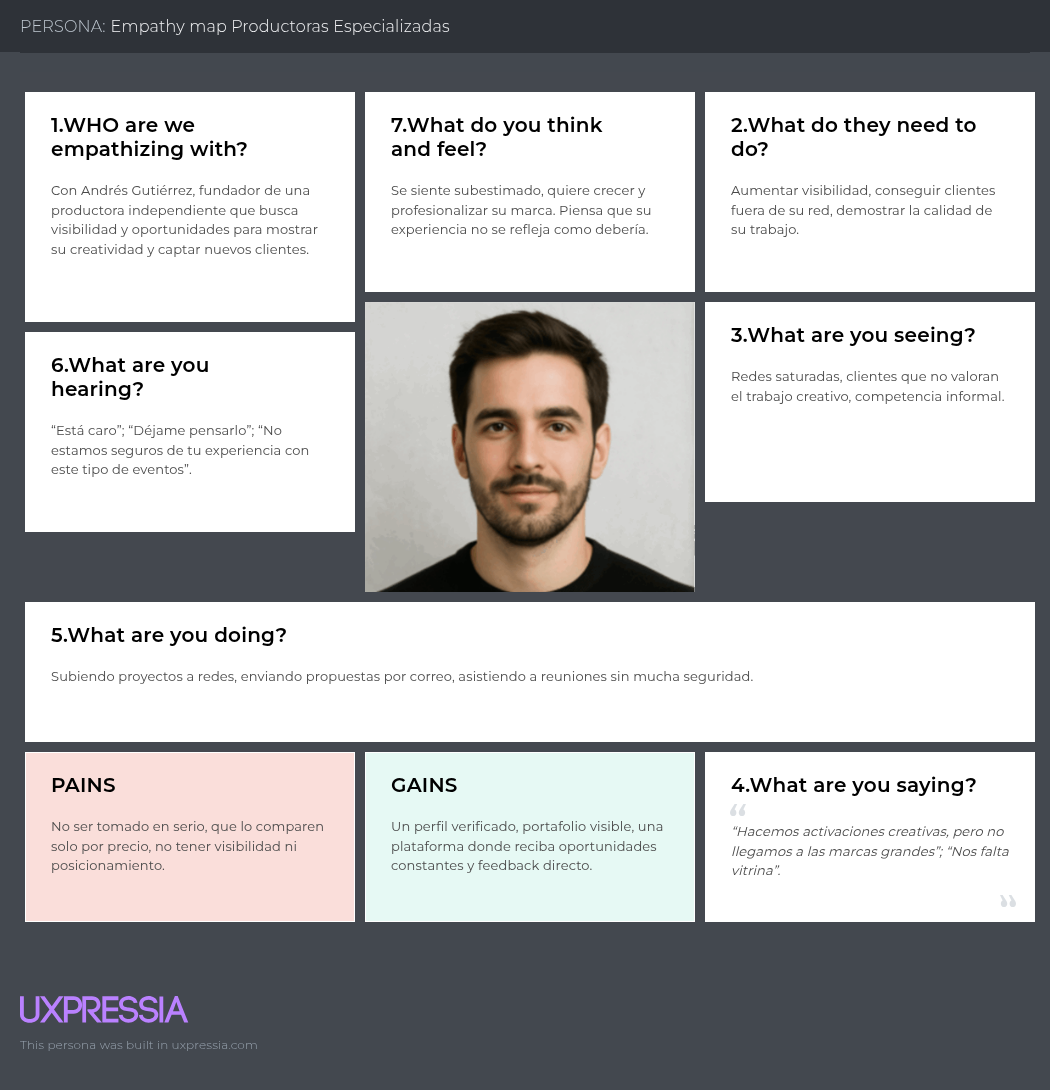 PERSONA: Empathy map Productoras Especializadas
1.WHO are we
empathizing with?
Con Andrés Gutiérrez, fundador de una
productora independiente que busca
visibilidad y oportunidades para mostrar
su creatividad y captar nuevos clientes.
7.What do you think
and feel?
Se siente subestimado, quiere crecer y
profesionalizar su marca. Piensa que su
experiencia no se refleja como debería.
2.What do they need to
do?
Aumentar visibilidad, conseguir clientes
fuera de su red, demostrar la calidad de
su trabajo.
6.What are you
hearing?
“Está caro”; “Déjame pensarlo”; “No
estamos seguros de tu experiencia con
este tipo de eventos”.
3.What are you seeing?
Redes saturadas, clientes que no valoran
el trabajo creativo, competencia informal.
5.What are you doing?
Subiendo proyectos a redes, enviando propuestas por correo, asistiendo a reuniones sin mucha seguridad.
PAINS
No ser tomado en serio, que lo comparen
solo por precio, no tener visibilidad ni
posicionamiento.
GAINS
Un perfil verificado, portafolio visible, una
plataforma donde reciba oportunidades
constantes y feedback directo.
4.What are you saying?
“Hacemos activaciones creativas, pero no
llegamos a las marcas grandes”; “Nos falta
vitrina”.
UXPRESSIA
This persona was built in uxpressia.com